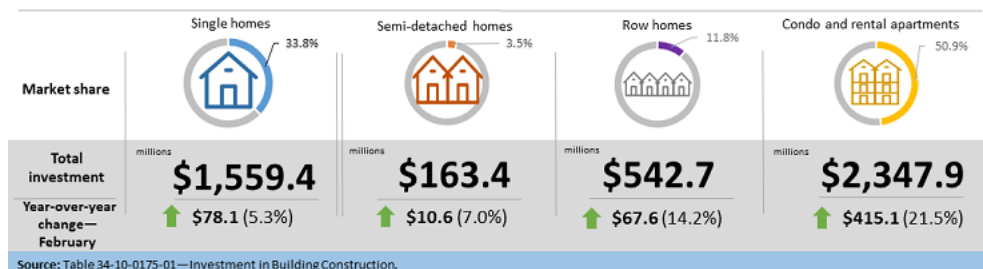 Single homes
Semi-detached homes
Row homes
Condo and rental apartments
33.8%
3.5%
11.8%
50.9%
Market share
Total
investment
millions
$1,559.4
millions
$163.4
millions
$542.7
millions
$2,347.9
Year-over-year
change—
February
$78.1 (5.3%)
$10.6 (7.0%)
$67.6 (14.2%)
$415.1 (21.5%)
Source: Table 34-10-0175-01—Investment in Building Construction.